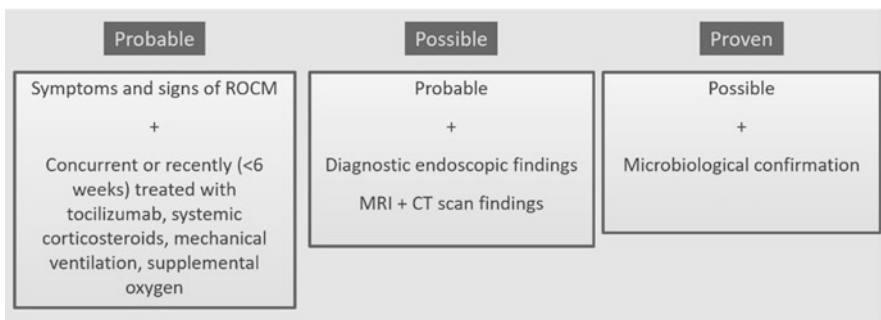 Probable
Symptoms and signs of ROCM
+
Concurrent or recently (<6
weeks) treated with
tocilizumab, systemic
corticosteroids, mechanical
ventilation, supplemental
oxygen
Possible
Probable
+
Diagnostic endoscopic findings
MRI + CT scan findings
Proven
Possible
+
Microbiological confirmation